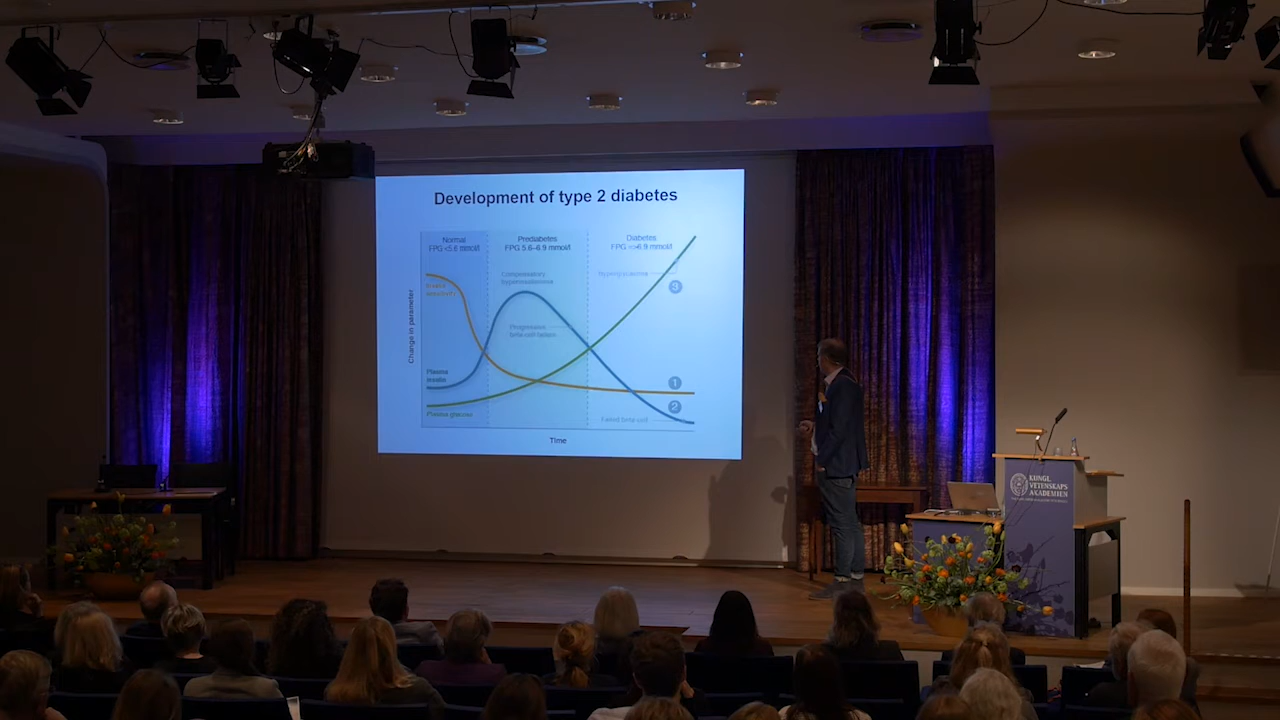 Development of type 2 diabetes
Normal
FPG <5.6 mmol/l
Prediabetes
FPG 5.6–6.9 mmol/l
Diabetes
FPG =>6.9 mmol/l
Compensatory
hyperinsulinemia
Hyperglycaemia
3
Insulin
sensitivity
Progressive
beta-cell failure
Change in parameter
Plasma
insulin
1
2
Plasma glucose
Failed beta-cell
Time
KUNGL.
VETENSKAPS
AKADEMIEN